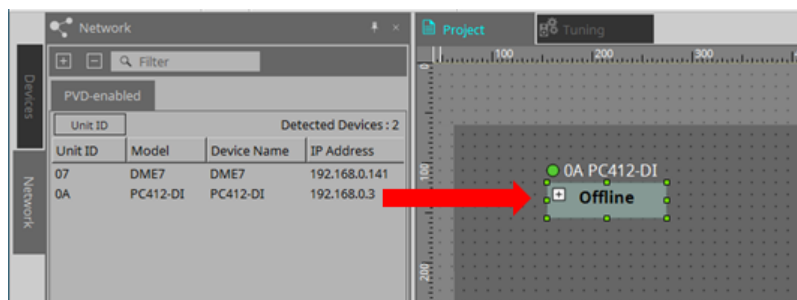 Network
Filter
PVD-enabled
Unit ID
Detected Devices : 2
Unit ID Model Device Name IP Address
07 DME7 DME7 192.168.0.141
0A PC412-DI PC412-DI 192.168.0.3
Devices
Network
Project
Tuning
0
100
200
300
100
200
0A PC412-DI
Offline